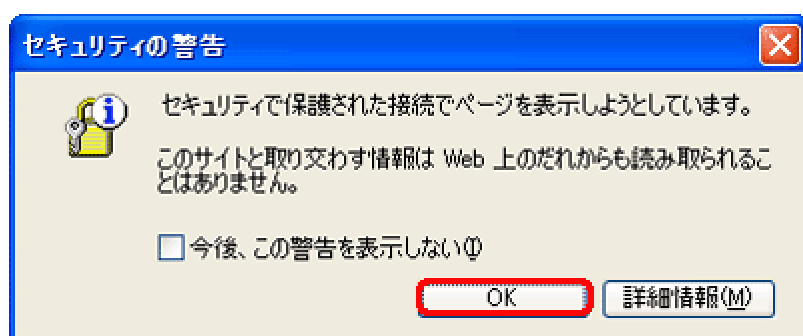 セキュリティの警告
セキュリティで保護された接続でページを表示しようとしています。
このサイトと取り交わす情報は Web 上のだれからも読み取られるこ
とはありません。
今後、この警告を表示しない(I)
OK
詳細情報(M)